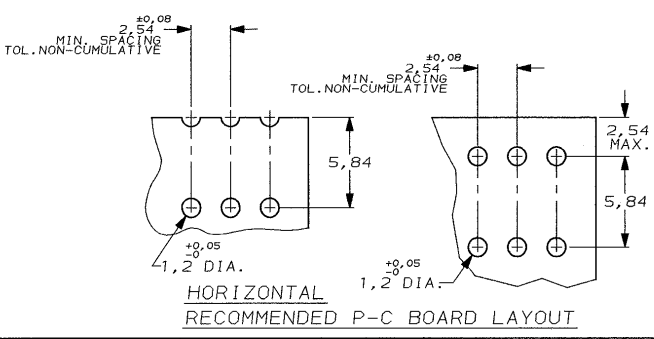 ±0,08
2,54
MIN. SPACING
TOL.NON-CUMULATIVE
5,84
+0,05
-0
1,2 DIA.
±0,08
2,54
MIN. SPACING
TOL.NON-CUMULATIVE
2,54
MAX.
5,84
+0,05
-0
1,2 DIA.
HORIZONTAL
RECOMMENDED P-C BOARD LAYOUT